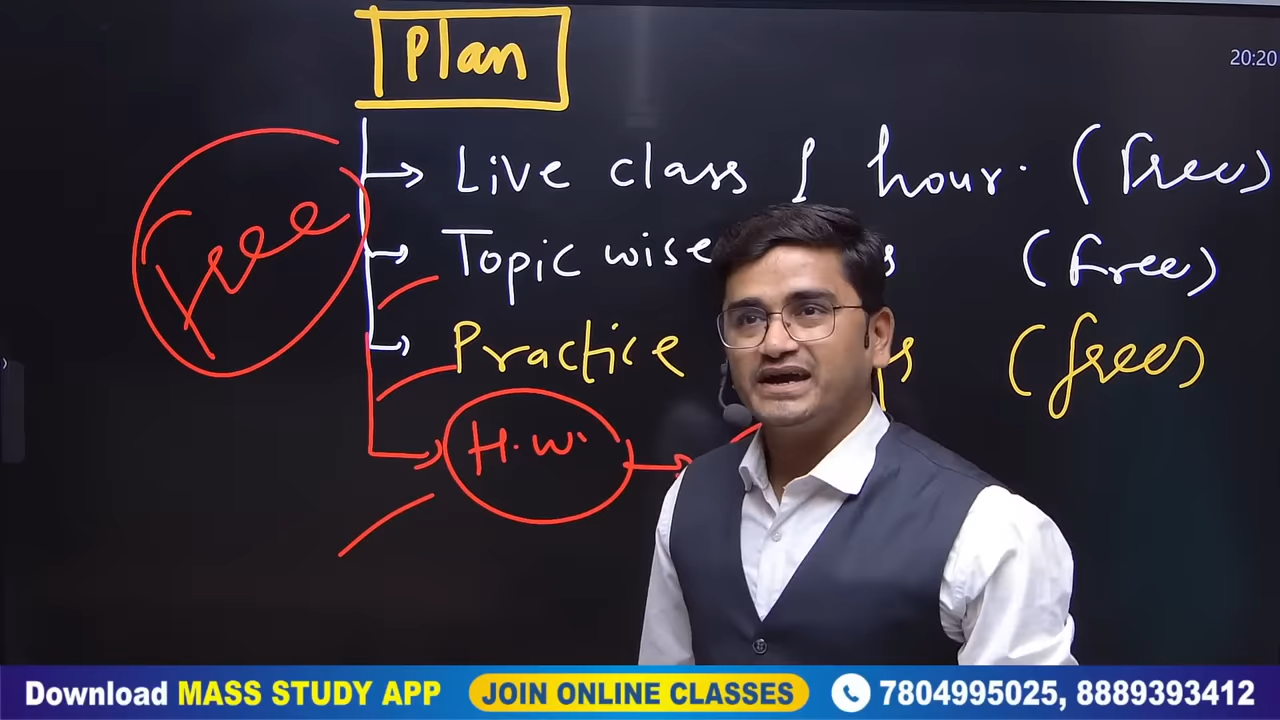 Plan
20:20
Live class 1 hour. (Free)
Topic wise (Free)
Free
Practice (free)
H.W.
Download MASS STUDY APP JOIN ONLINE CLASSES 7804995025, 8889393412